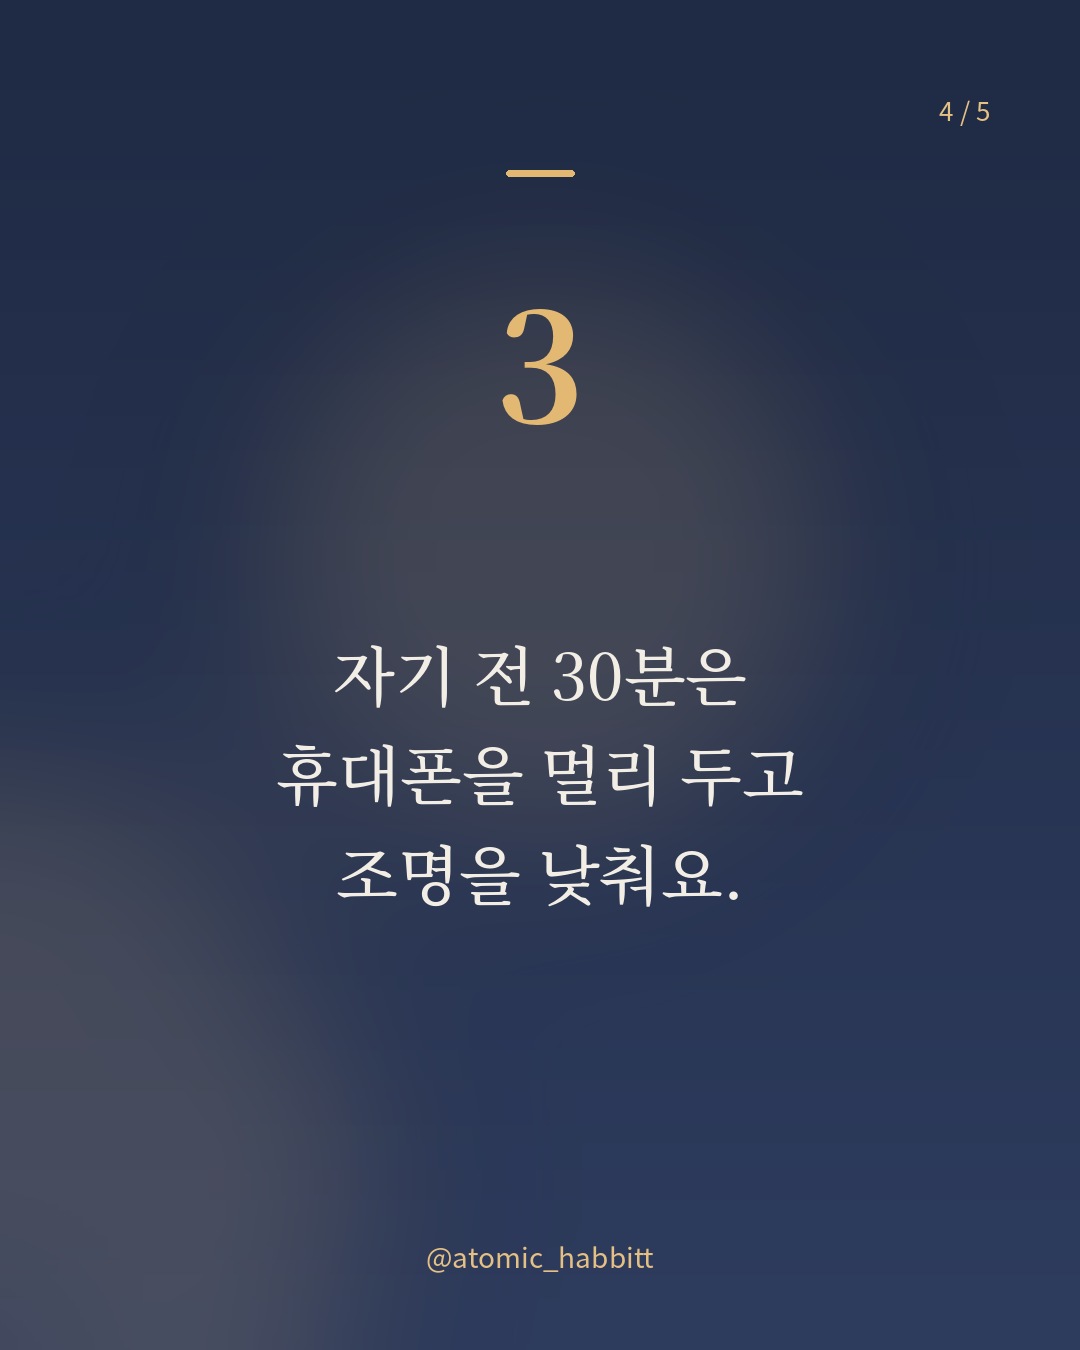 4 / 5
3
자기 전 30분은
휴대폰을 멀리 두고
조명을 낮춰요.
@atomic_habbitt